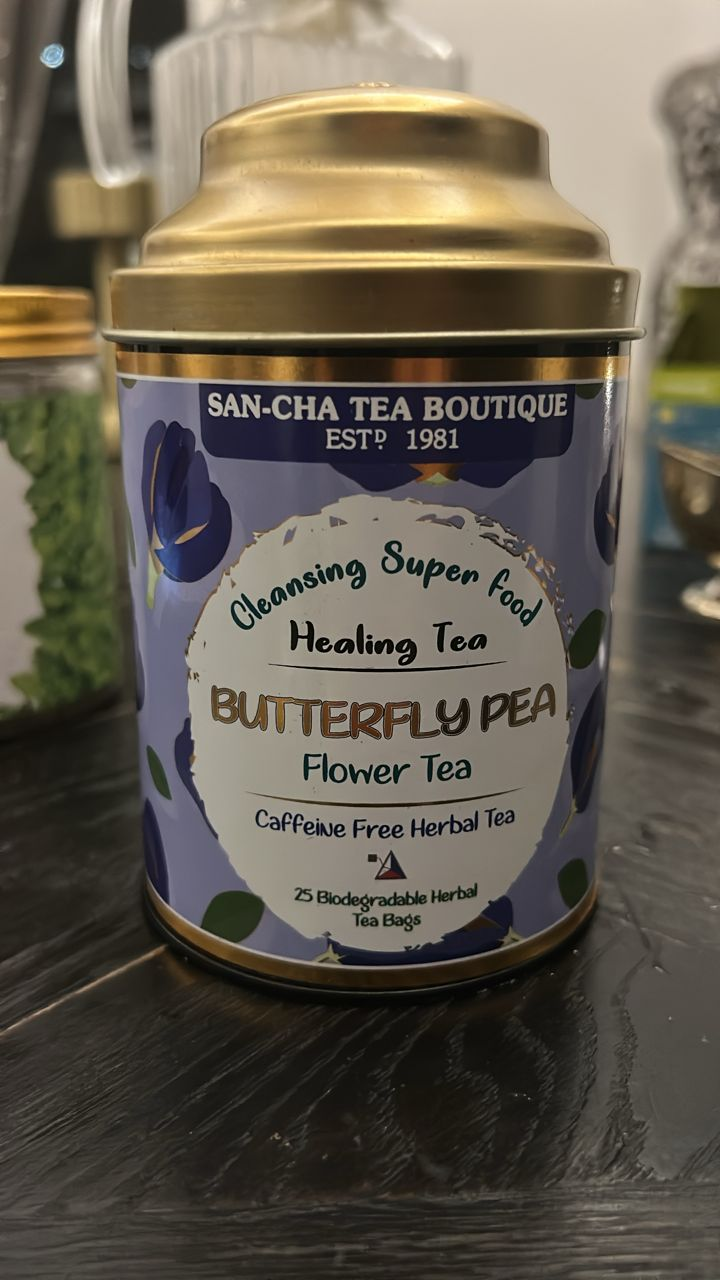 SAN-CHA TEA BOUTIQUE
ESTD. 1981
Cleansing Super food
Healing Tea
BUTTERFLY PEA
Flower Tea
Caffeine Free Herbal Tea
25 Biodegradable Herbal
Tea Bags